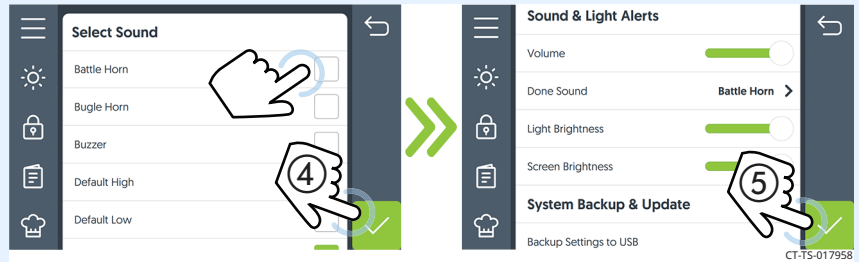 Select Sound
Battle Horn
Bugle Horn
Buzzer
Default High
Default Low
4
Sound & Light Alerts
Volume
Done Sound Battle Horn
Light Brightness
Screen Brightness
5
System Backup & Update
Backup Settings to USB
CT-TS-017958